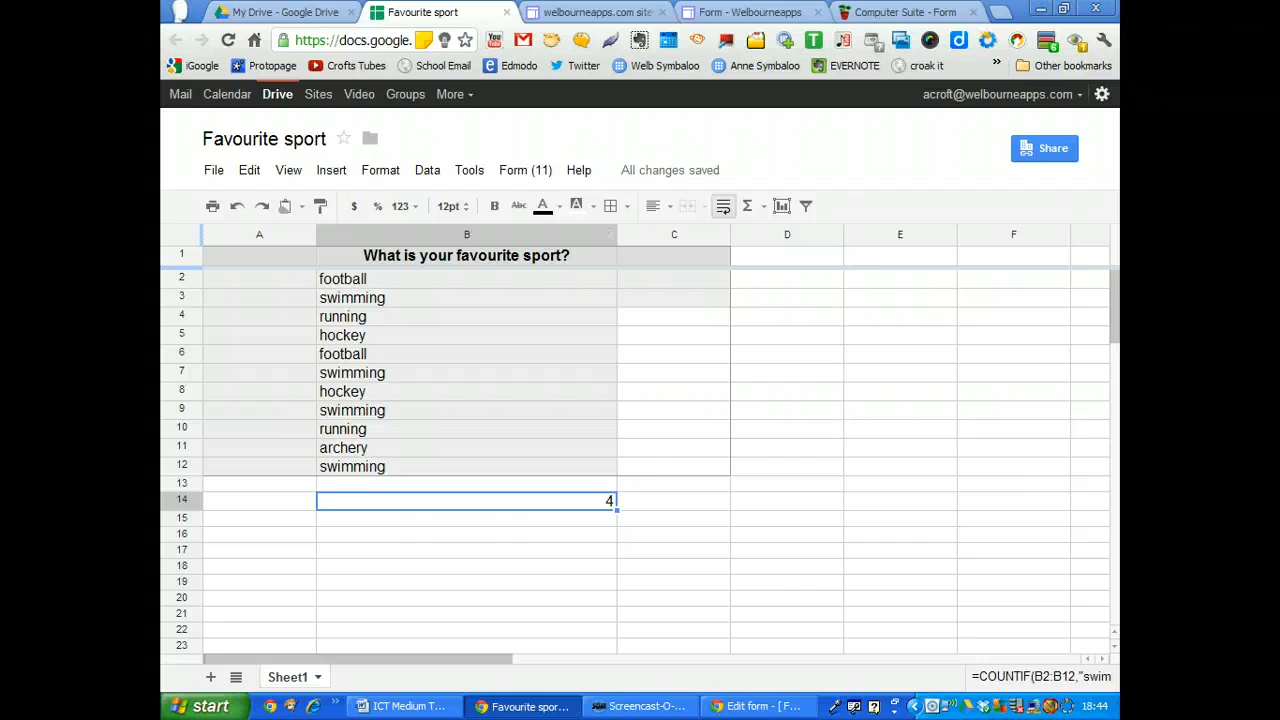 My Drive - Google Drive × Favourite sport × welbourneapps.com site × Form - Welbourneapps × Computer Suite - Form ×
https://docs.google.
iGoogle Protopage Crofts Tubes School Email Edmodo Twitter Welb Symbaloo Anne Symbaloo EVERNOTE croak it » Other bookmarks
Mail Calendar Drive Sites Video Groups More acroft@welbourneapps.com
Favourite sport
Share
File Edit View Insert Format Data Tools Form (11) Help All changes saved
$ % 123 12pt B Abc A A Σ
A B C D E F
1 What is your favourite sport?
2 football
3 swimming
4 running
5 hockey
6 football
7 swimming
8 hockey
9 swimming
10 running
11 archery
12 swimming
13
14 4
15
16
17
18
19
20
21
22
23
+ Sheet1 =COUNTIF(B2:B12,"swim
start » ICT Medium T... Favourite spor... Screencast-O-... Edit form - [ F... 18:44